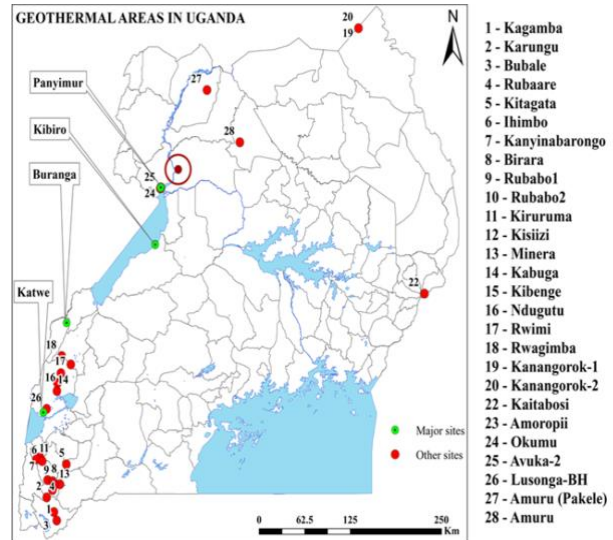 GEOTHERMAL AREAS IN UGANDA
N
20
19
Panyimur
27
Kibiro
28
Buranga
25
24
22
Katwe
18
17
16
14
26
6
11
5
7
9
8
13
2
4
1
3
Major sites
Other sites
0
62.5
125
250
Km
1 - Kagamba
2 - Karungu
3 - Bubale
4 - Rubaare
5 - Kitagata
6 - Ihimbo
7 - Kanyinabarongo
8 - Birara
9 - Rubabo1
10 - Rubabo2
11 - Kiruruma
12 - Kisiizi
13 - Minera
14 - Kabuga
15 - Kibenge
16 - Ndugutu
17 - Rwimi
18 - Rwagimba
19 - Kanangorok-1
20 - Kanangorok-2
22 - Kaitabosi
23 - Amoropii
24 - Okumu
25 - Avuka-2
26 - Lusonga-BH
27 - Amuru (Pakele)
28 - Amuru